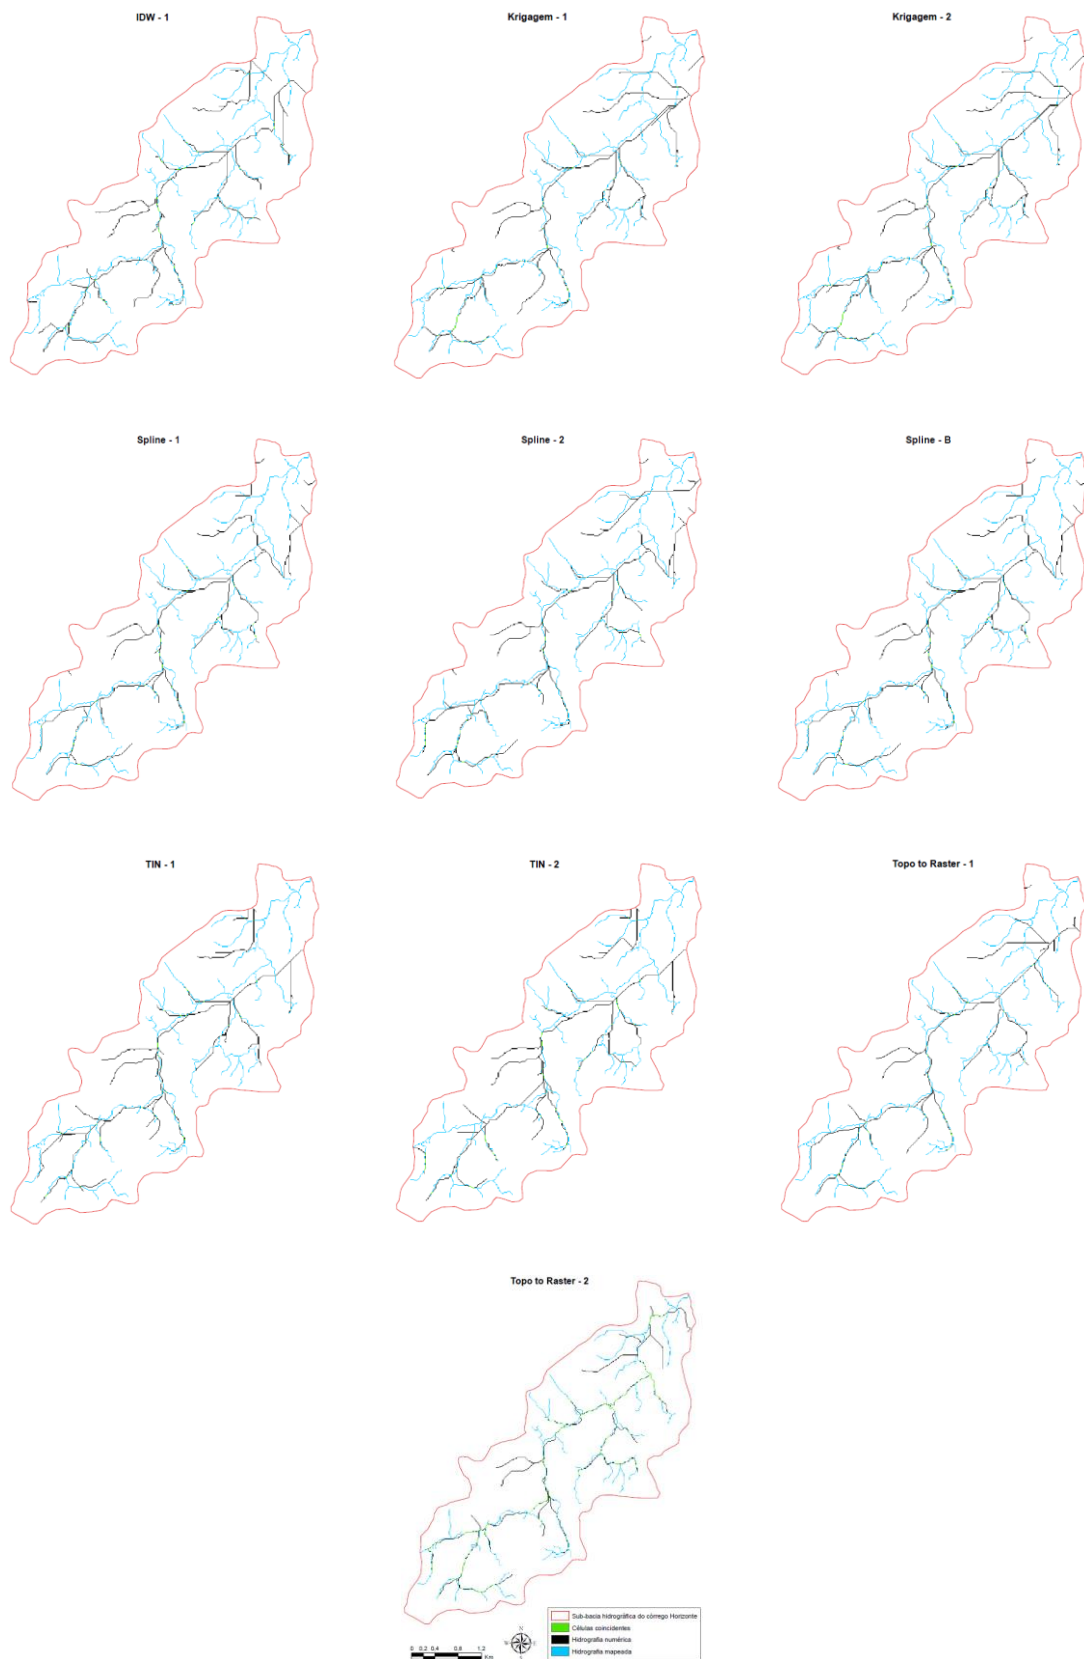 IDW - 1
Krigagem - 1
Krigagem - 2
Spline - 1
Spline - 2
Spline - B
TIN - 1
TIN - 2
Topo to Raster - 1
Topo to Raster - 2
Sub-bacia hidrográfica do córrego Horizonte
Células coincidentes
Hidrografia numérica
Hidrografia mapeada
N
W E
S
0 0,2 0,4 0,8 1,2
Km